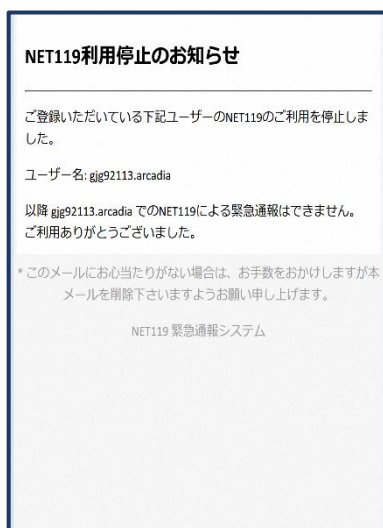 NET119利用停止のお知らせ
ご登録いただいている下記ユーザーのNET119のご利用を停止しま
した。
ユーザー名: gjg92113.arcadia
以降 gjg92113.arcadia でのNET119による緊急通報はできません。
ご利用ありがとうございました。
* このメールにお心当たりがない場合は、お手数をおかけしますが本
メールを削除下さいますようお願い申し上げます。
NET119 緊急通報システム